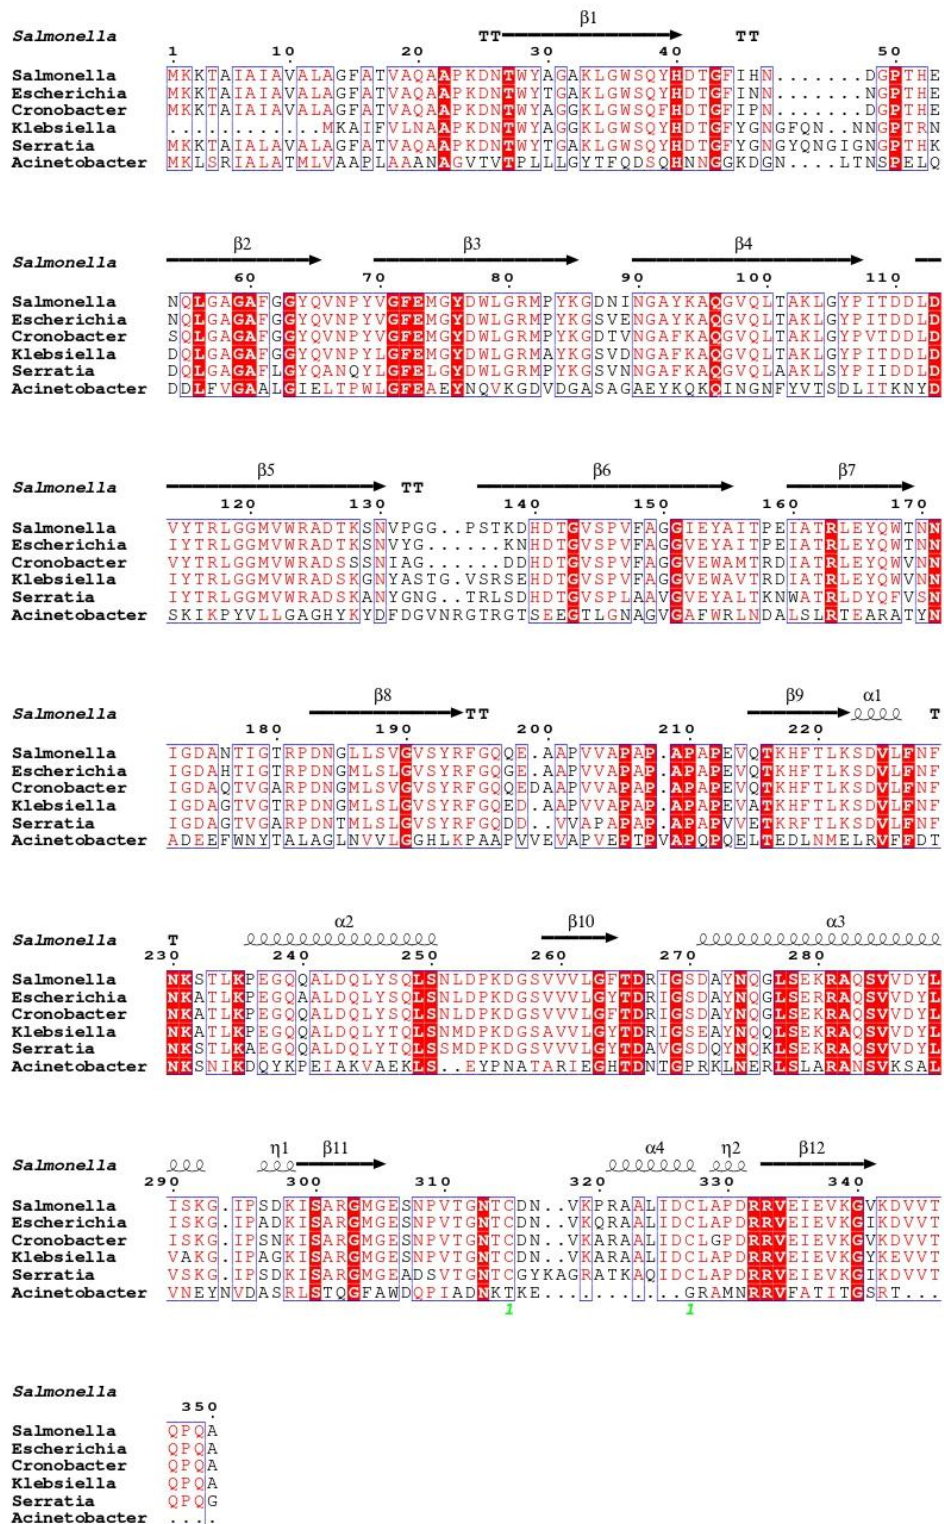 β1
Salmonella TT TT
1 10 20 30 40 50
Salmonella MKKTAIAIAVALAGFATVAQAAPKDNTWYAGAKLGWSQYHDTGFIHN.......DGPTHE
Escherichia MKKTAIAIAVALAGFATVAQAAPKDNTWYTGAKLGWSQYHDTGFINN.......NGPTHE
Cronobacter MKKTAIAIAVALAGFATVAQAAPKDNTWYAGGKLGWSQYHDTGFIPN.......DGPTHE
Klebsiella ............MKAIFVLNAAPKDNTWYAGGKLGWSQYHDTGFYGNGFQN..NNGPTRN
Serratia MKKTAIALAVALAGFATVAQAAPKDNTWYTGAKLGWSQYHDTGFYGNGYQNGIGNGPTHK
Acinetobacter MKLSRIALATMLVAAPLAAANAGVTVTPLLLGYTFQDSQHNNGGKDGN....LTNSPELQ
β2 β3 β4
Salmonella
60 70 80 90 100 110
Salmonella NQLGAGAFGGYQVNPYVGFEMGYDWLGRMPYKGDNINGAYKAQGVQLTAKLGYPITDDLD
Escherichia NQLGAGAFGGYQVNPYVGFEMGYDWLGRMPYKGSVENGAYKAQGVQLTAKLGYPITDDLD
Cronobacter SQLGAGAFGGYQVNPYVGFEMGYDWLGRMPYKGDTVNGAFKAQGVQLTAKLGYPVTDDLD
Klebsiella DQLGAGAFGGYQVNPYLGFEMGYDWLGRMAYKGSVDNGAFKAQGVQLTAKLGYPITDDLD
Serratia DQLGAGAFLGYQANQYLGFELGYDWLGRMPYKGSVNNGAFKAQGVQLAAKLSYPIIDDLD
Acinetobacter DDLFVGAALGIELTPWLGFEAEYNQVKGDVDGASAGAEYKQKQINGNFYVTSDLITKNYD
β5 β6 β7
Salmonella TT
120 130 140 150 160 170
Salmonella VYTRLGGMVWRADTKSNVPGG..PSTKDHDTGVSPVFAGGIEYAITPEIATRLEYQWTNN
Escherichia IYTRLGGMVWRADTKSNVYG......KNHDTGVSPVFAGGVEYAITPEIATRLEYQWTNN
Cronobacter VYTRLGGMVWRADSSSNIAG......DDHDTGVSPVFAGGVEWAMTRDIATRLEYQWVNN
Klebsiella IYTRLGGMVWRADSKGNYASTG.VSRSEHDTGVSPVFAGGVEWAVTRDIATRLEYQWVNN
Serratia IYTRLGGMVWRADSKANYGNG..TRLSDHDTGVSPLAAVGVEYALTKNWATRLDYQFVSN
Acinetobacter SKIKPYVLLGAGHYKYDFDGVNRGTRGTSEEGTLGNAGVGAFWRLNDALSLRTEARATYN
β8 β9 α1
Salmonella TT T
180 190 200 210 220
Salmonella IGDANTIGTRPDNGLLSVGVSYRFGQQE.AAPVVAPAP.APAPEVQTKHFTLKSDVLFNF
Escherichia IGDAHTIGTRPDNGMLSLGVSYRFGQGE.AAPVVAPAP.APAPEVQTKHFTLKSDVLFNF
Cronobacter IGDAQTVGARPDNGMLSVGVSYRFGQEDAAPVVAPAP.APAPEVQTKHFTLKSDVLFNF
Klebsiella IGDAGTVGTRPDNGMLSLGVSYRFGQED.AAPVVAPAP.APAPEVATKHFTLKSDVLFNF
Serratia IGDAGTVGARPDNTMLSLGVSYRFGQDD..VVAPAPAP.APAPVVETKRFTLKSDVLFNF
Acinetobacter ADEEFWNYTALAGLNVVLGGHLKPAAPVVEVAPVEPTPVAPQPQELTEDLNMELRVFFDT
α2 β10 α3
Salmonella T
230 240 250 260 270 280
Salmonella NKSTLKPEGQQALDQLYSQLSNLDPKDGSVVVLGFTDRIGSDAYNQGLSEKRAQSVVDYL
Escherichia NKATLKPEGQQALDQLYSQLSNLDPKDGSVVVLGYTDRIGSDAYNQGLSERRAQSVVDYL
Cronobacter NKATLKPEGQQALDQLYTQLSNLDPKDGSVVVLGFTDRIGSDAYNQQLSEKRAQSVVDYL
Klebsiella NKATLKPEGQQALDQLYTQLSNMDPKDGSAVVLGYTDRIGSEAYNQQLSEKRAQSVVDYL
Serratia NKSTLKAEGQQALDQLYTQLSSMDPKDGSVVVLGYTDAVGSDQYNQKLSEKRAQSVVDYL
Acinetobacter NKSNIKDQYKPEIAKVAEKLS..EYPNATARIEGHTDNTGPRKLNERLSLARANSVKSAL
η1 β11 α4 η2 β12
Salmonella
290 300 310 320 330 340
Salmonella ISKG.IPSDKISARGMGESNPVTGNTCDN..VKPRAALIDCLAPDRRVEIEVKGVKDVVT
Escherichia ISKG.IPADKISARGMGESNPVTGNTCDN..VKQRAALIDCLAPDRRVEIEVKGIKDVVT
Cronobacter ISKG.IPSNKISARGMGESNPVTGNTCDN..VKARAALIDCLGPDRRVEIEVKGVKDVVT
Klebsiella VAKG.IPAGKISARGMGESNPVTGNTCDN..VKARAALIDCLAPDRRVEIEVKGYKEVVT
Serratia VSKG.IPSDKISARGMGEADSVTGNTCGYKAGRATKAQIDCLAPDRRVEIEVKGIKDVVT
Acinetobacter VNEYNVDASRLSTQGFAWDQPIADNKTKE..........GRAMNRRVFATITGSRT...
1 1
Salmonella
350
Salmonella QPQA
Escherichia QPQA
Cronobacter QPQA
Klebsiella QPQA
Serratia QPQG
Acinetobacter ....